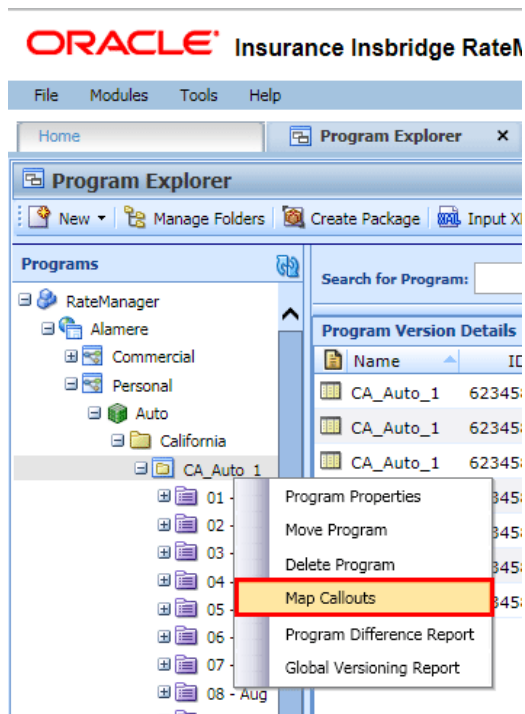 ORACLE' Insurance Insbridge
File Modules Tools Help
Home Program Explorer ×
Program Explorer
New Manage Folders Create Package Input
Programs
Search for Program:
RateManager
Alamere
Program Version Details
Commercial
Name
Personal
CA_Auto_1 62345
Auto
CA_Auto_1 62345
California
CA_Auto_1 62345
CA_Auto_1
01 -
Program Properties
02 -
Move Program
03 -
Delete Program
04 -
Map Callouts
05 -
06 -
Program Difference Report
07 -
Global Versioning Report
08 - Aug